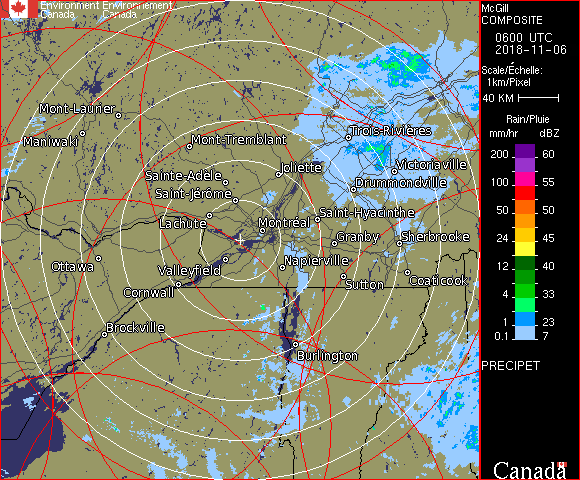 Environment Environnement
Canada Canada
McGill
COMPOSITE
0600 UTC
2018-11-06
Scale/Échelle:
1km/Pixel
40 KM
Rain/Pluie
mm/hr dBZ
200 60
100 55
50 50
24 45
12 40
4 33
1 23
0.1 7
PRECIPET
Mont-Laurier
Maniwaki
Mont-Tremblant
Trois-Rivières
Joliette
Victoriaville
Sainte-Adèle
Drummondville
Saint-Jérôme
Lachute
Saint-Hyacinthe
Montréal
Granby
Sherbrooke
Ottawa
Valleyfield
Napierville
Coaticook
Cornwall
Sutton
Brockville
Burlington
Canada